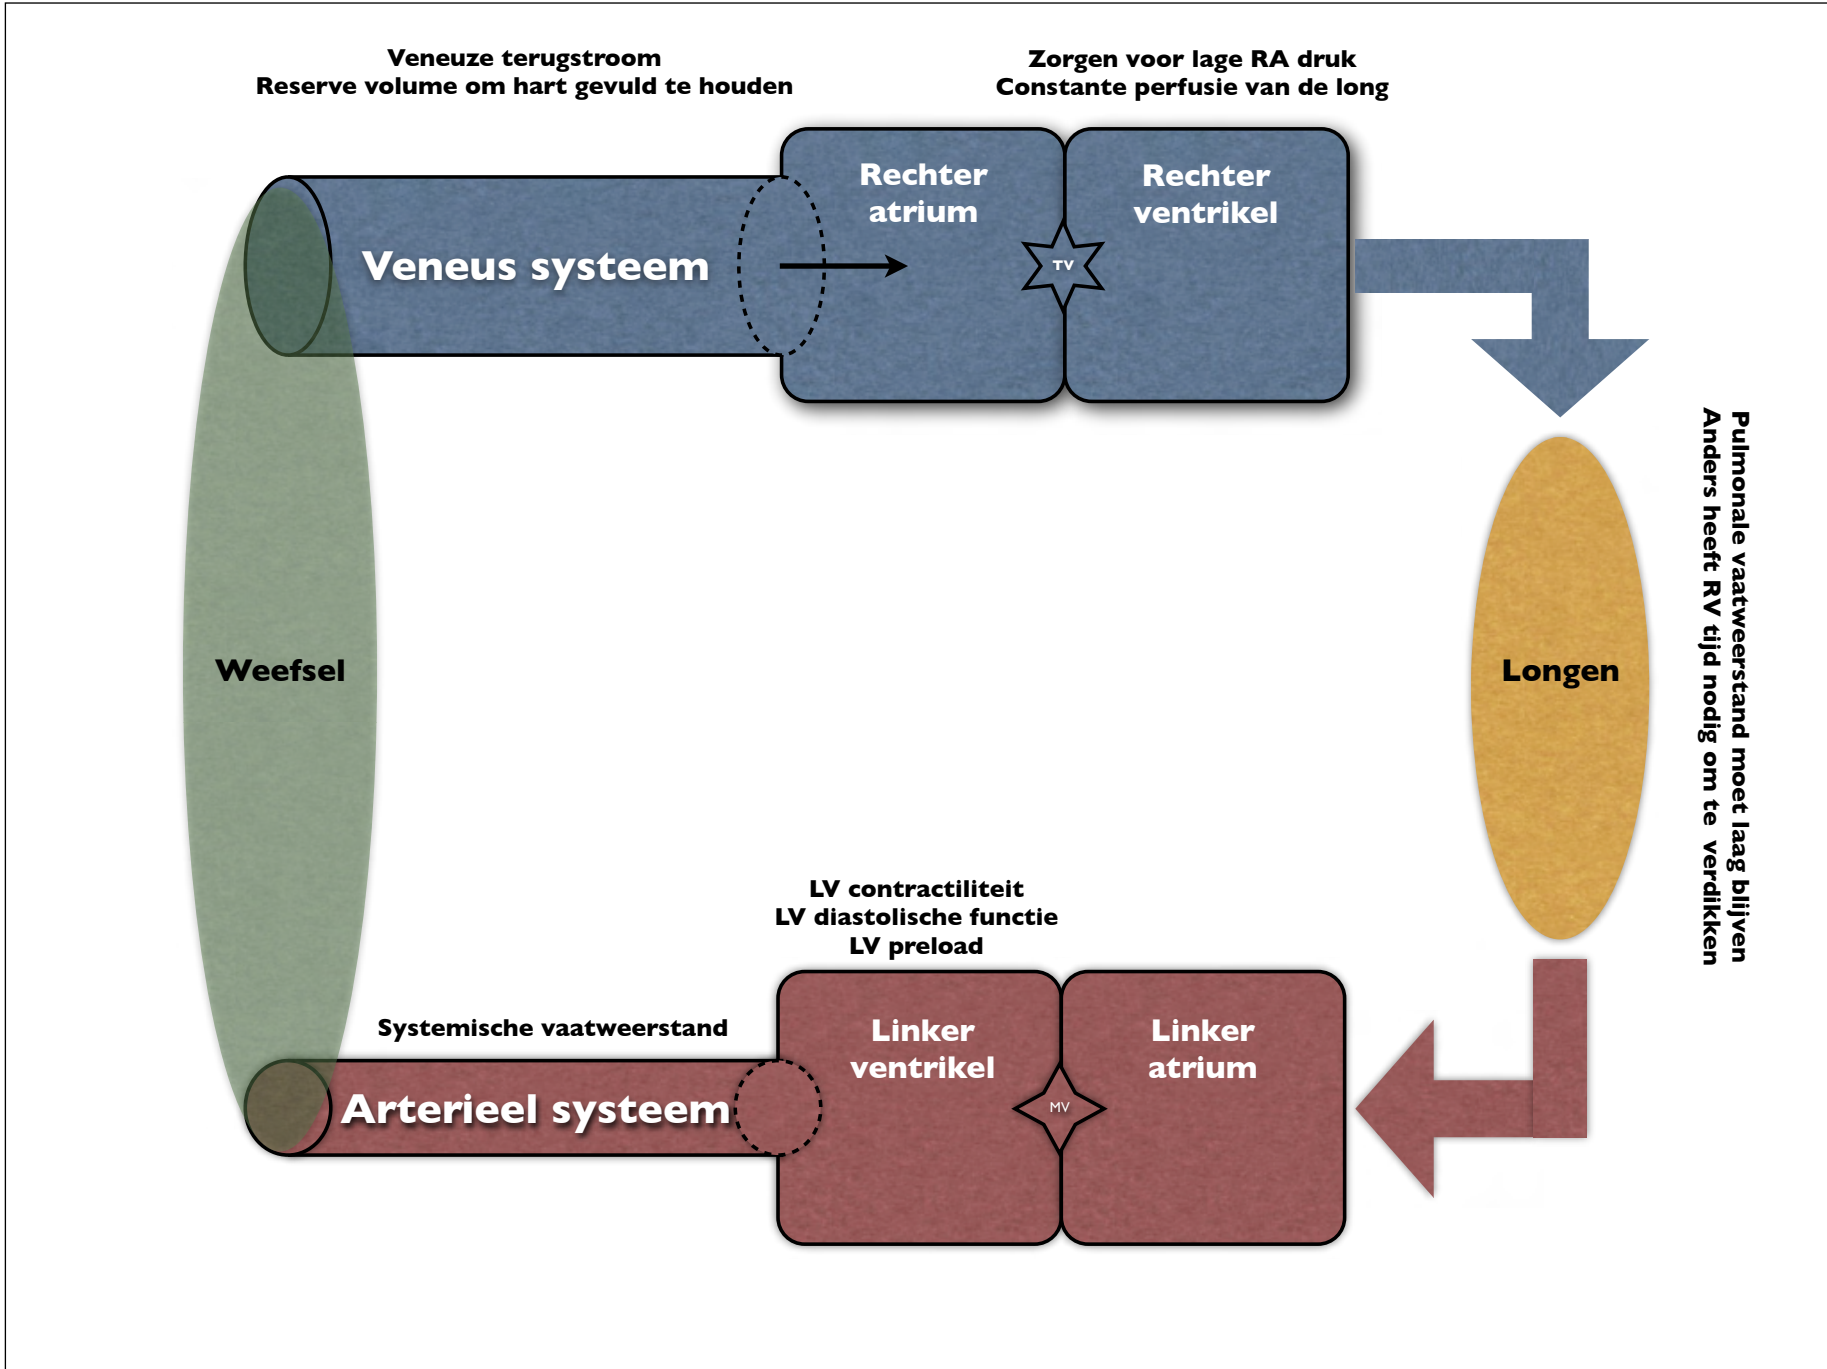 Veneuze terugstroom
Reserve volume om hart gevuld te houden
Zorgen voor lage RA druk
Constante perfusie van de long
Rechter
atrium
Rechter
ventrikel
Veneus systeem
TV
Pulmonale vaatweerstand moet laag blijven
Anders heeft RV tijd nodig om te verdikken
Weefsel
Longen
LV contractiliteit
LV diastolische functie
LV preload
Systemische vaatweerstand
Linker
ventrikel
Linker
atrium
Arterieel systeem
MV